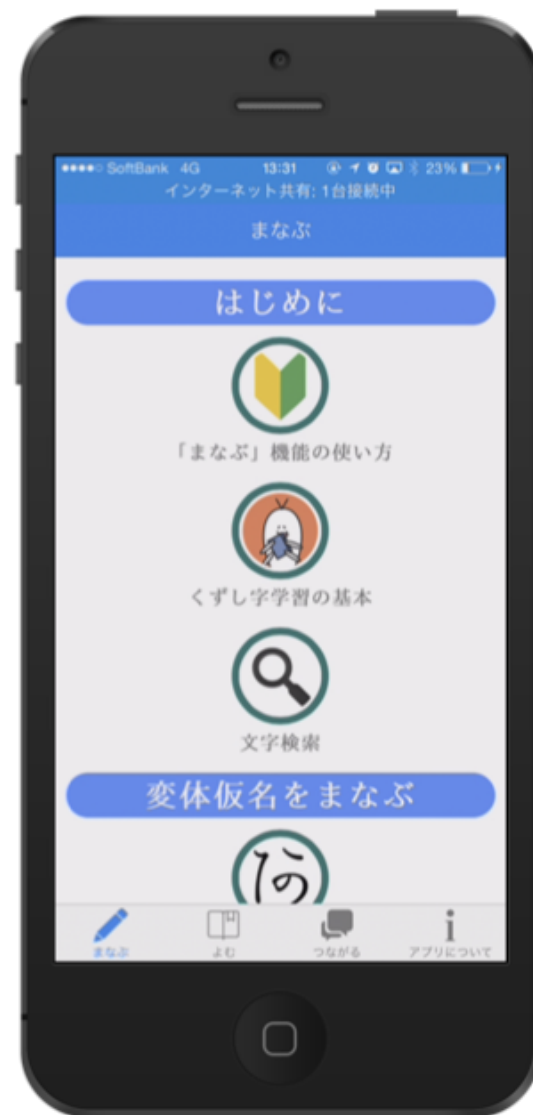 SoftBank 4G 13:31 23%
インターネット共有: 1台接続中
まなぶ
はじめに
「まなぶ」機能の使い方
くずし字学習の基本
文字検索
変体仮名をまなぶ
まなぶ よむ つながる アプリについて